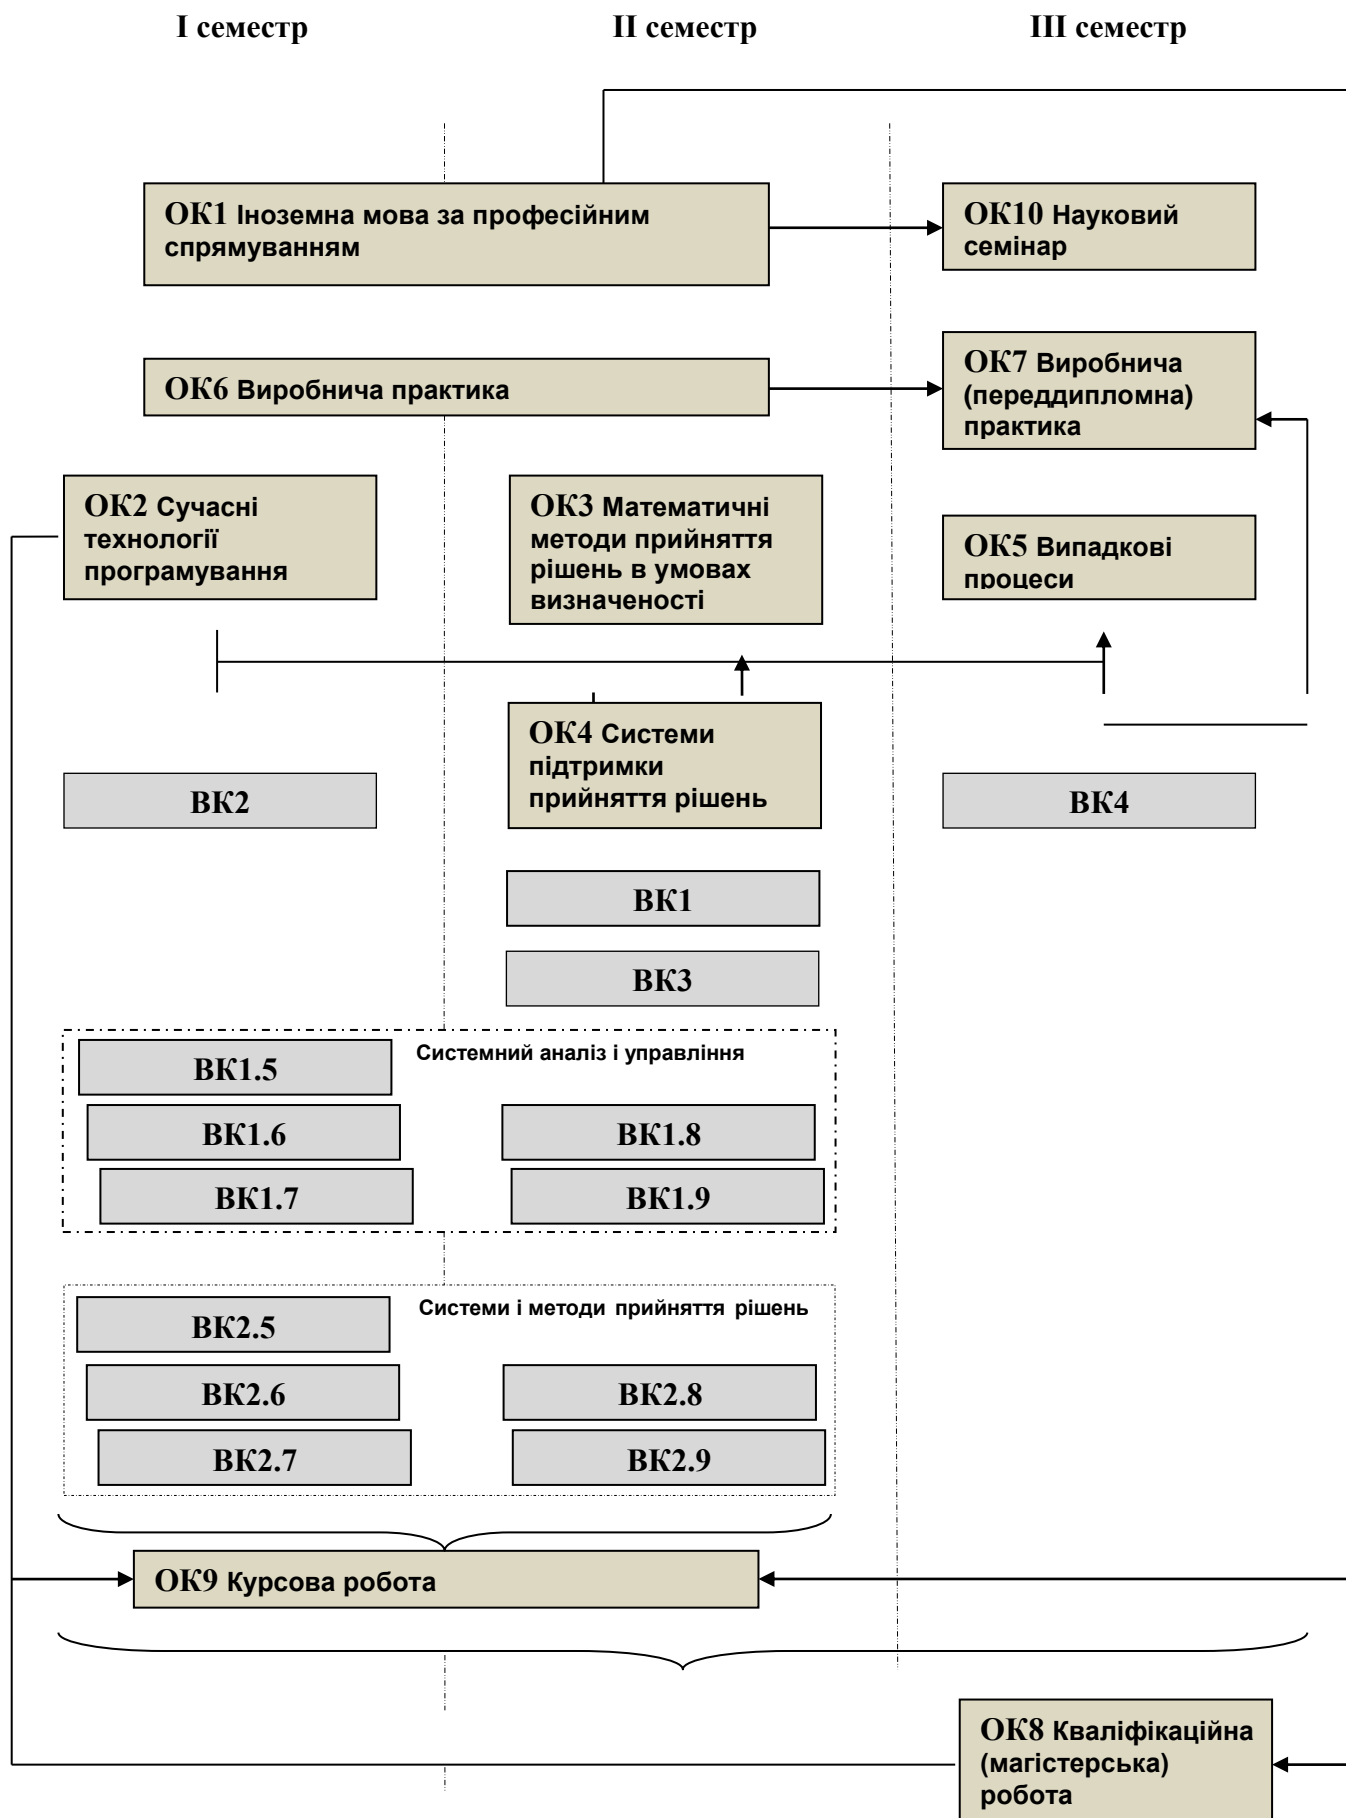 I семестр
II семестр
III семестр
ОК1 Іноземна мова за професійним
спрямуванням
ОК10 Науковий
семінар
ОК6 Виробнича практика
ОК7 Виробнича
(переддипломна)
практика
ОК2 Сучасні
технології
програмування
ОК3 Математичні
методи прийняття
рішень в умовах
визначеності
ОК5 Випадкові
процеси
ОК4 Системи
підтримки
прийняття рішень
ВК2
ВК4
ВК1
ВК3
Системний аналіз і управління
ВК1.5
ВК1.6
ВК1.8
ВК1.7
ВК1.9
Системи і методи прийняття рішень
ВК2.5
ВК2.6
ВК2.8
ВК2.7
ВК2.9
ОК9 Курсова робота
ОК8 Кваліфікаційна
(магістерська)
робота